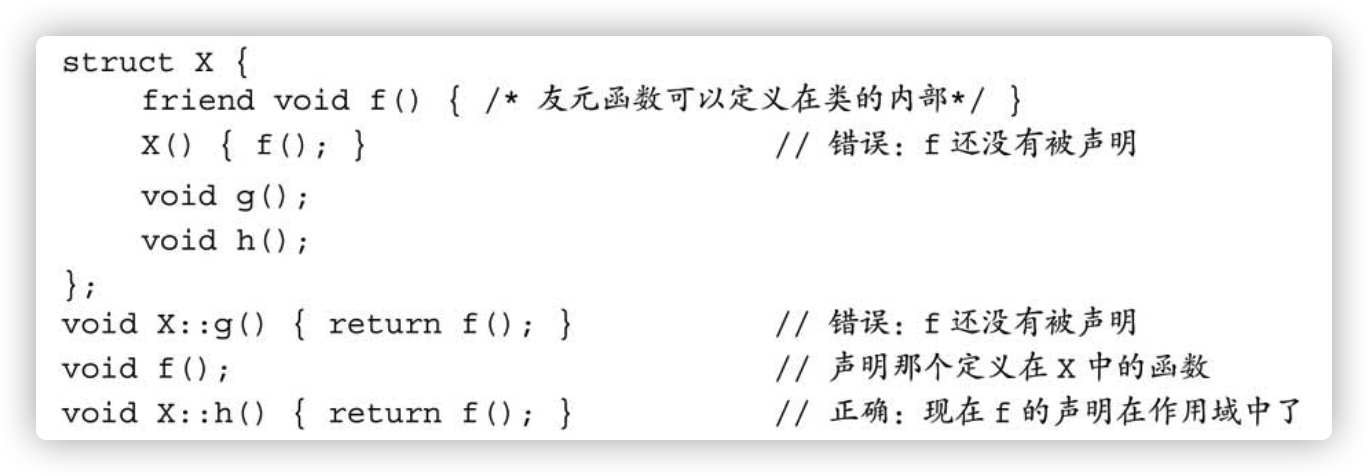 struct X {
    friend void f() { /* 友元函数可以定义在类的内部*/ }
    X() { f(); }                    // 错误：f 还没有被声明
    void g();
    void h();
};
void X::g() { return f(); }         // 错误：f 还没有被声明
void f();                           // 声明那个定义在 X 中的函数
void X::h() { return f(); }         // 正确：现在 f 的声明在作用域中了